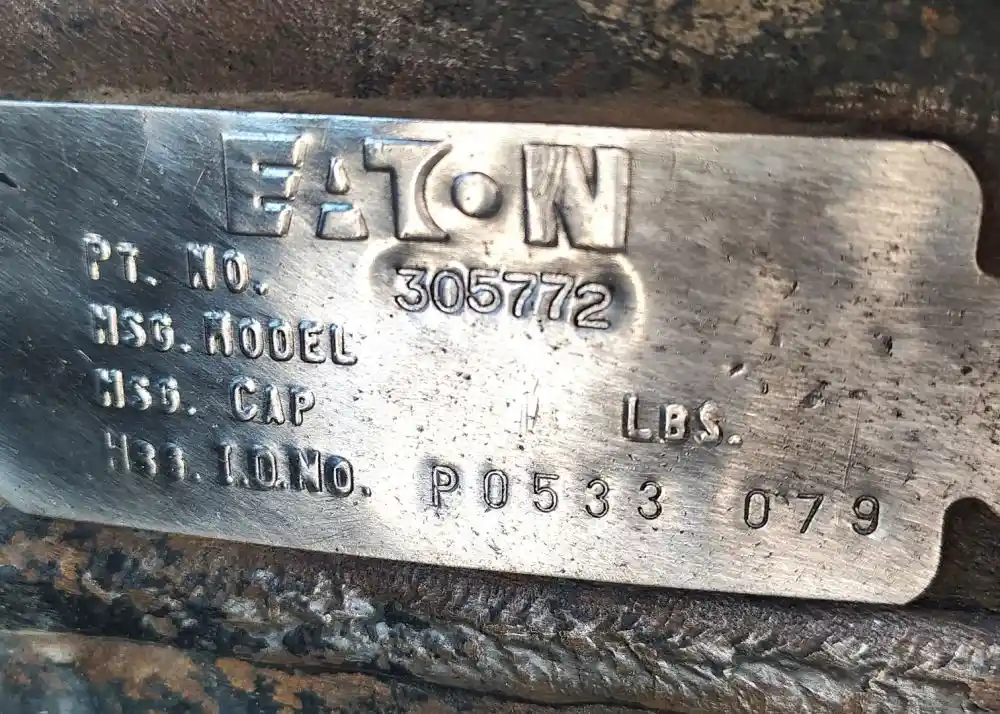 EATON
PT. NO. 305772
HSG. MODEL
HSG. CAP LBS.
HSG. I.D. NO. P0533 079